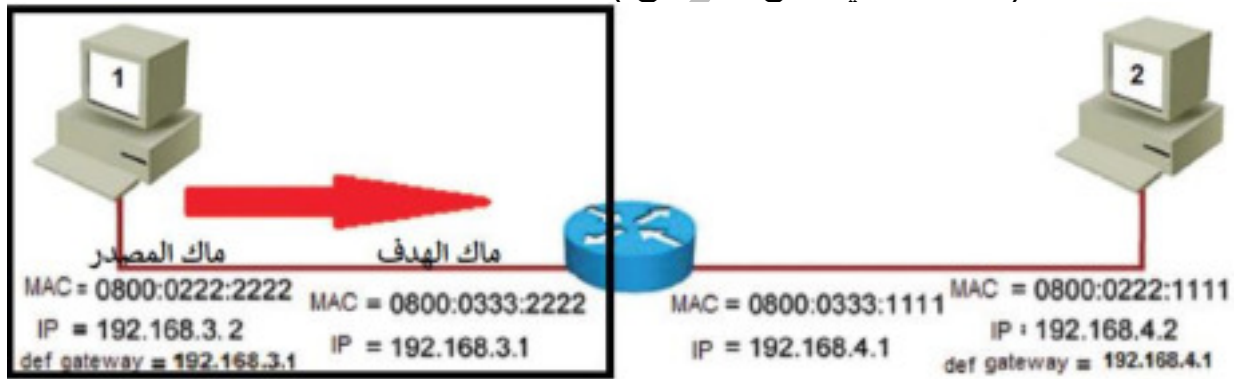 1
2
ماك المصدر
ماك الهدف
MAC = 0800:0222:2222
IP = 192.168.3.2
def gateway = 192.168.3.1
MAC = 0800:0333:2222
IP = 192.168.3.1
MAC = 0800:0333:1111
IP = 192.168.4.1
MAC = 0800:0222:1111
IP : 192.168.4.2
def gateway = 192.168.4.1